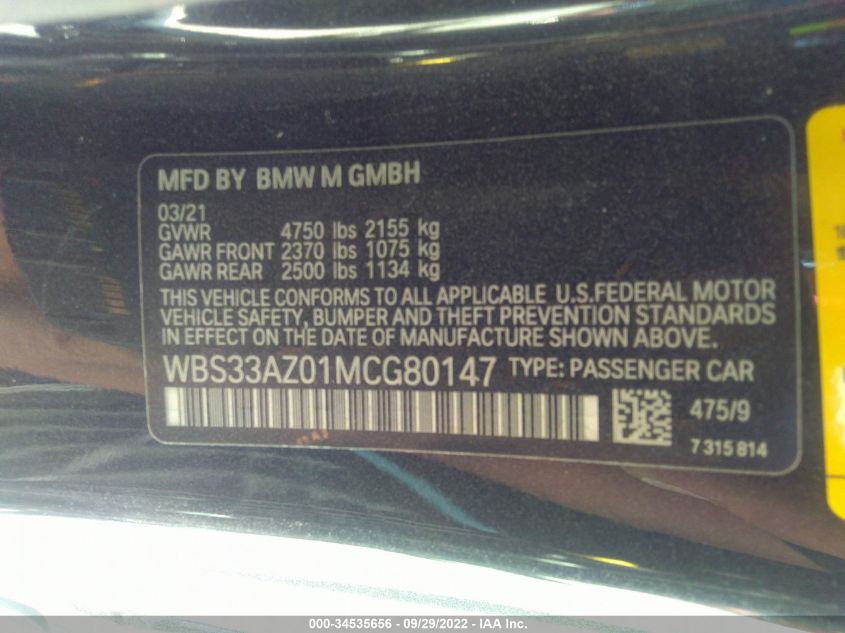 MFD BY BMW M GMBH
03/21
GVWR 4750 lbs 2155 kg
GAWR FRONT 2370 lbs 1075 kg
GAWR REAR 2500 lbs 1134 kg
THIS VEHICLE CONFORMS TO ALL APPLICABLE U.S.FEDERAL MOTOR
VEHICLE SAFETY, BUMPER AND THEFT PREVENTION STANDARDS
IN EFFECT ON THE DATE OF MANUFACTURE SHOWN ABOVE.
WBS33AZ01MCG80147 TYPE: PASSENGER CAR
475/9
7315814
000-34535656 - 09/29/2022 - IAA Inc.